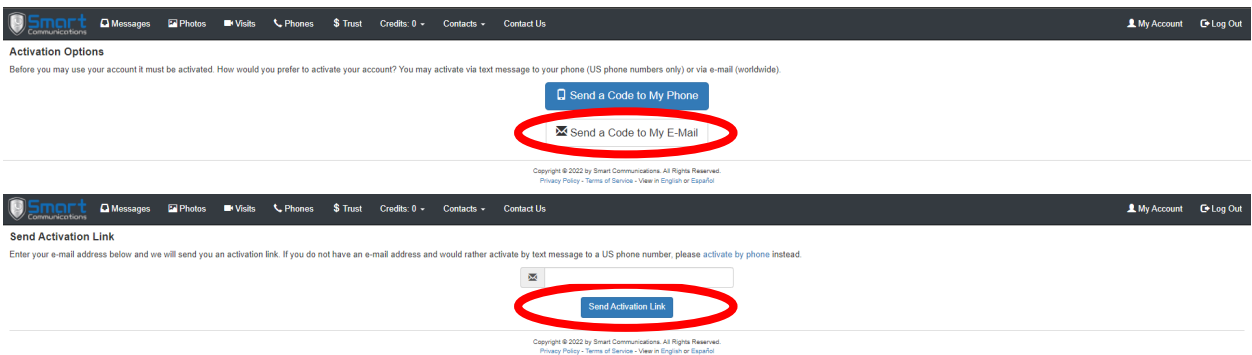 Smart Communications Messages Photos Visits Phones $ Trust Credits: 0 Contacts Contact Us My Account Log Out
Activation Options
Before you may use your account it must be activated. How would you prefer to activate your account? You may activate via text message to your phone (US phone numbers only) or via e-mail (worldwide).
Send a Code to My Phone
Send a Code to My E-Mail
Copyright © 2022 by Smart Communications. All Rights Reserved.
Privacy Policy - Terms of Service - View in English or Español
Smart Communications Messages Photos Visits Phones $ Trust Credits: 0 Contacts Contact Us My Account Log Out
Send Activation Link
Enter your e-mail address below and we will send you an activation link. If you do not have an e-mail address and would rather activate by text message to a US phone number, please activate by phone instead.
Send Activation Link
Copyright © 2022 by Smart Communications. All Rights Reserved.
Privacy Policy - Terms of Service - View in English or Español